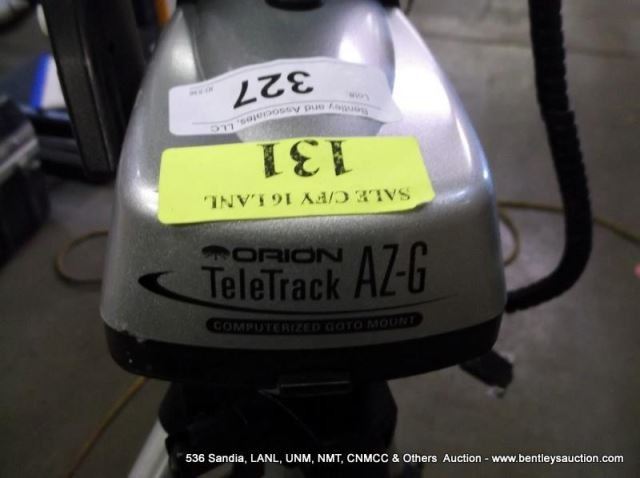 Bentley and Associates, LLC
Lot#
327
SALE C/FY 16 LANL
131
ORION
TeleTrack AZ-G
COMPUTERIZED GOTO MOUNT
536 Sandia, LANL, UNM, NMT, CNMCC & Others Auction - www.bentleysauction.com